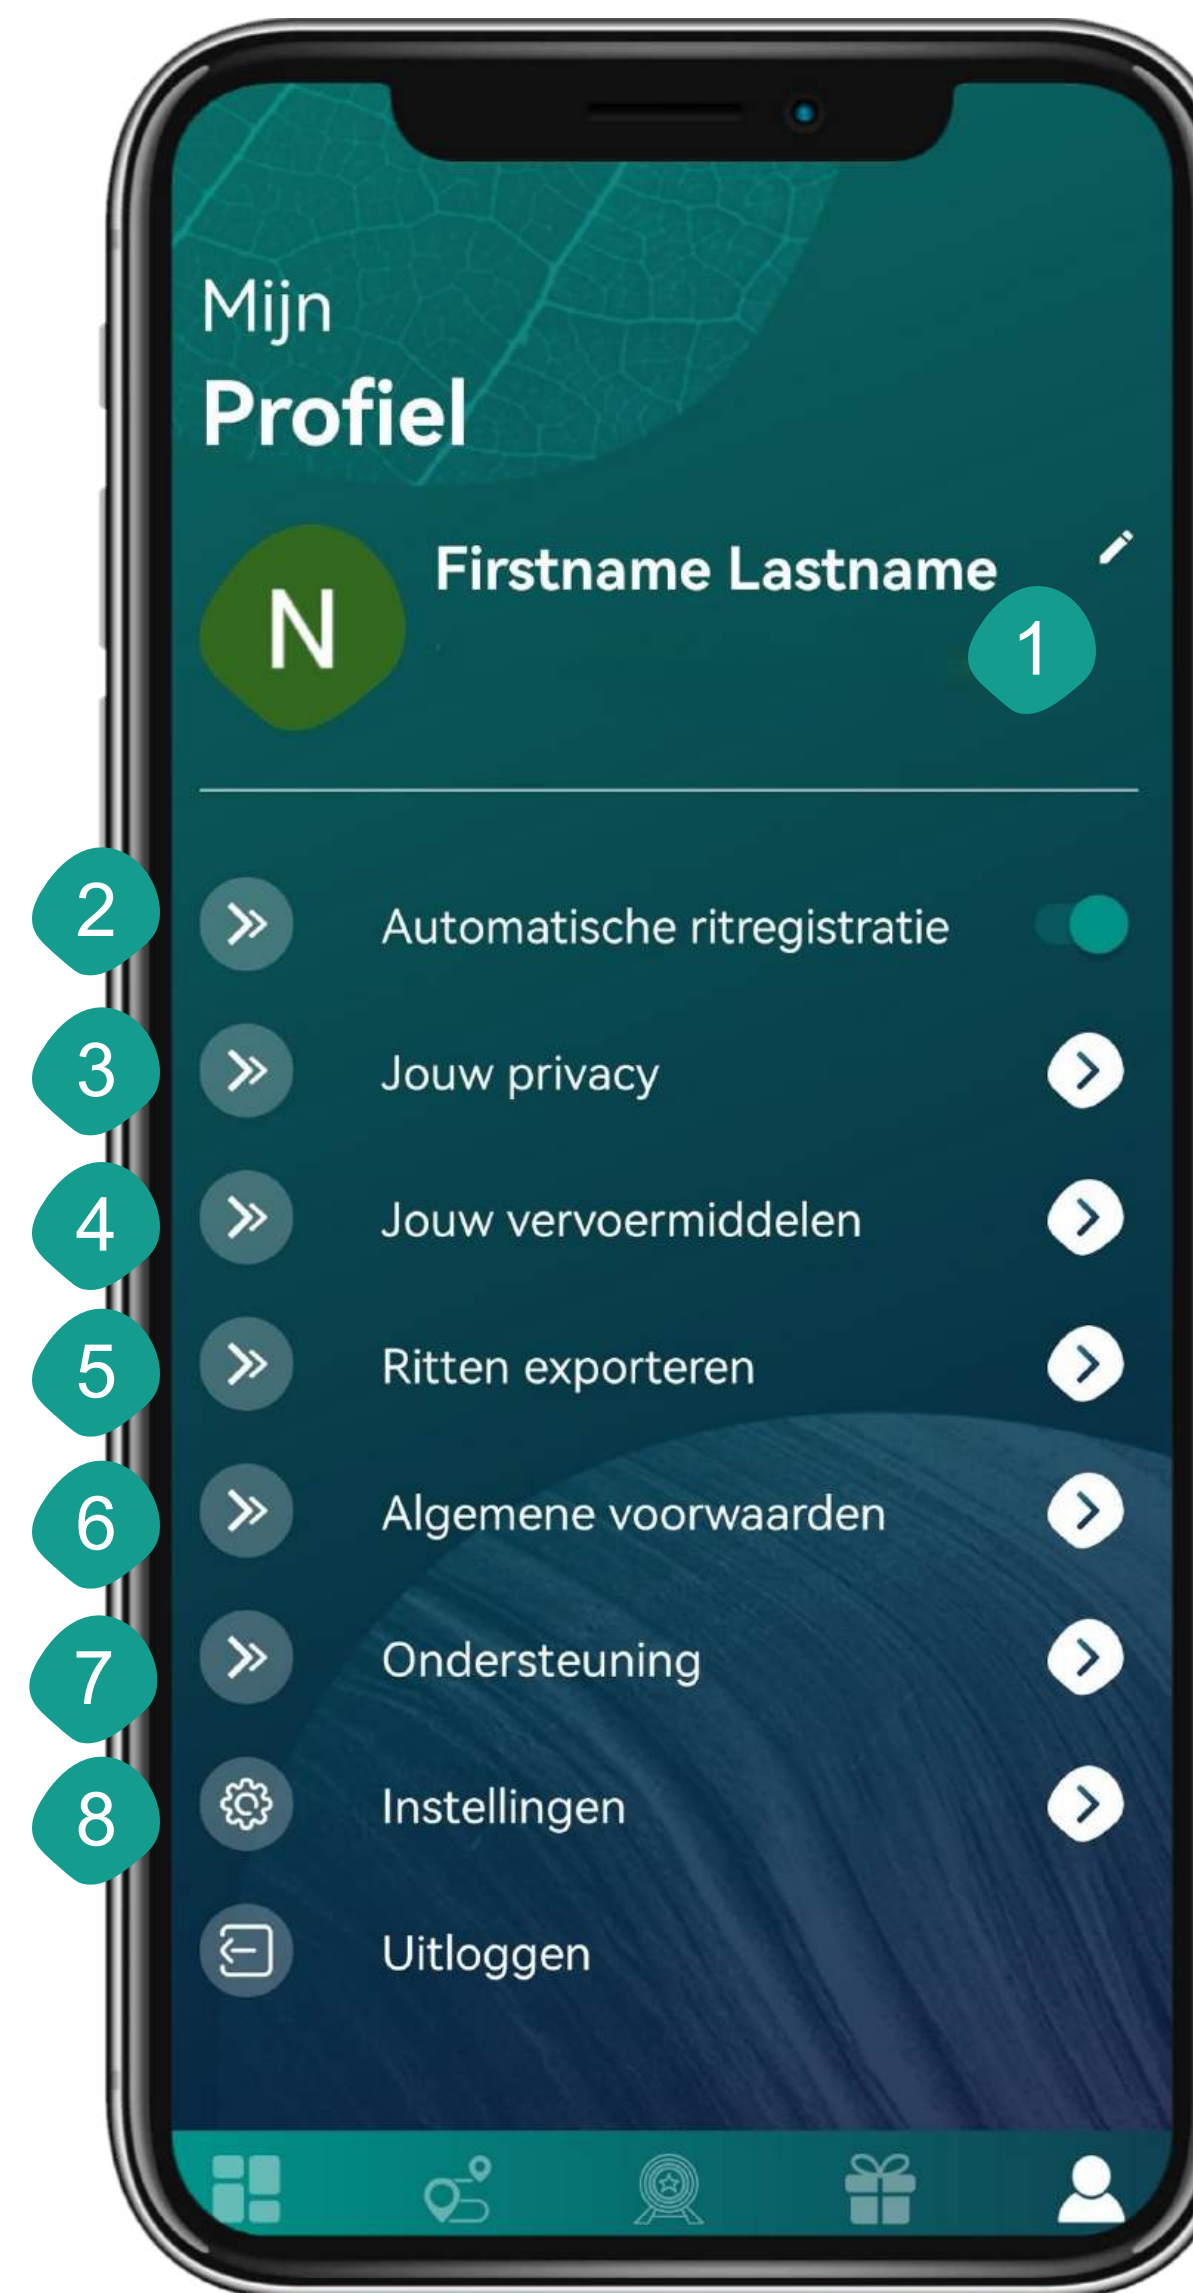 Mijn
Profiel
N
Firstname Lastname
1
2
Automatische ritregistratie
3
Jouw privacy
4
Jouw vervoermiddelen
5
Ritten exporteren
6
Algemene voorwaarden
7
Ondersteuning
8
Instellingen
Uitloggen